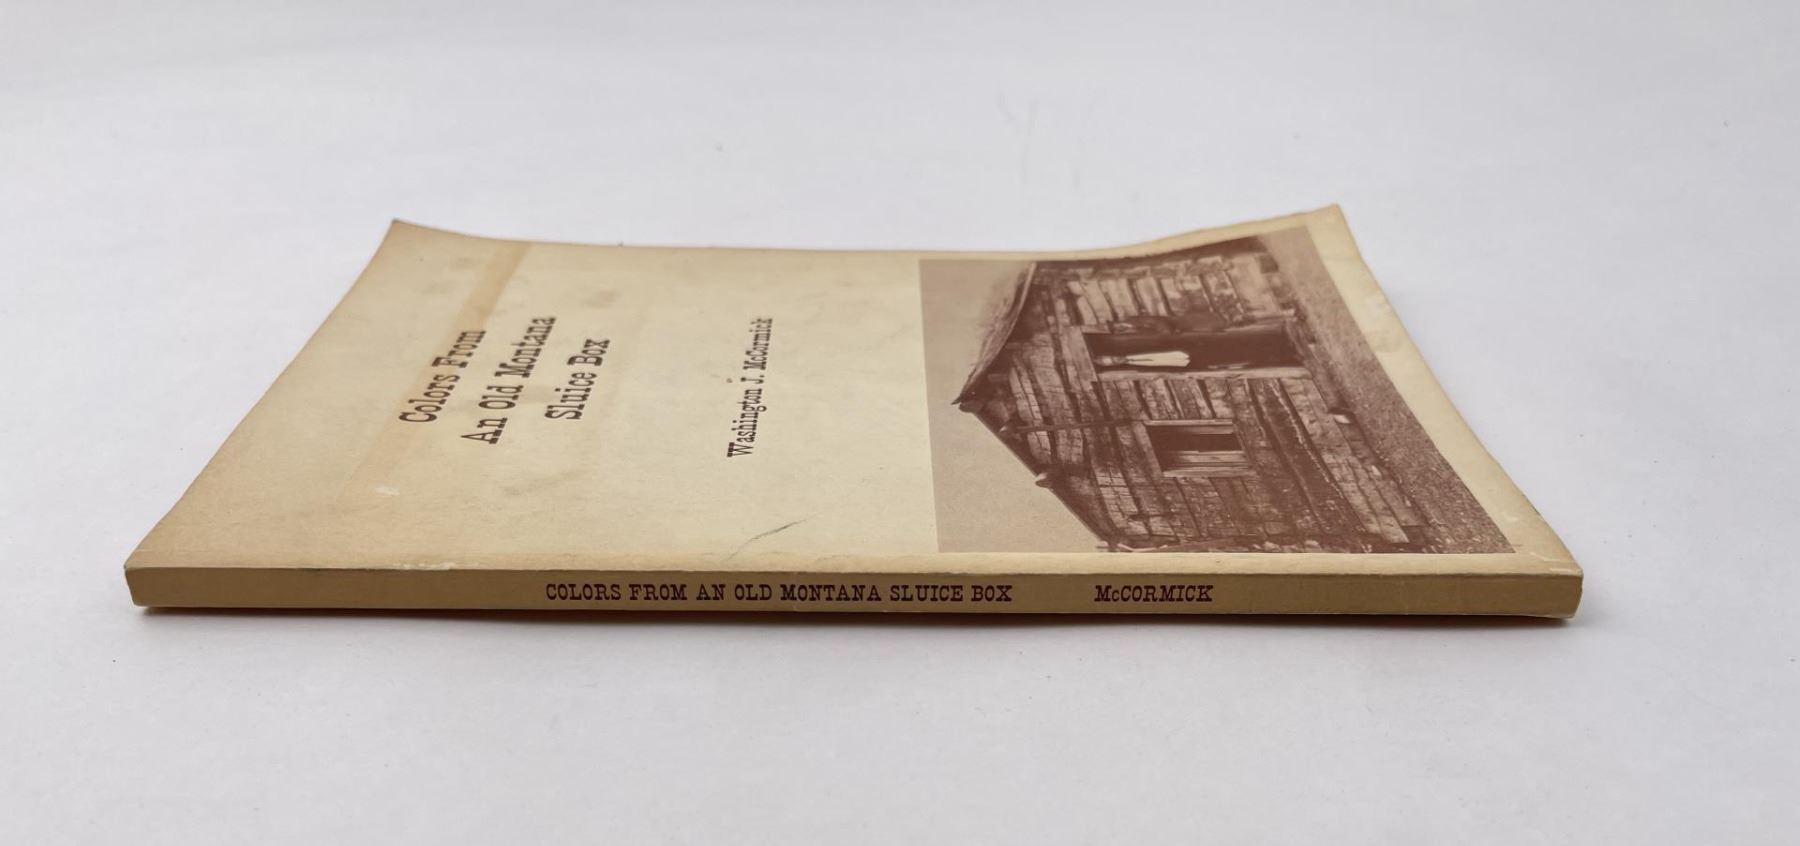 Colors From
An Old Montana
Sluice Box
Washington J. McCormick
COLORS FROM AN OLD MONTANA SLUICE BOX McCORMICK